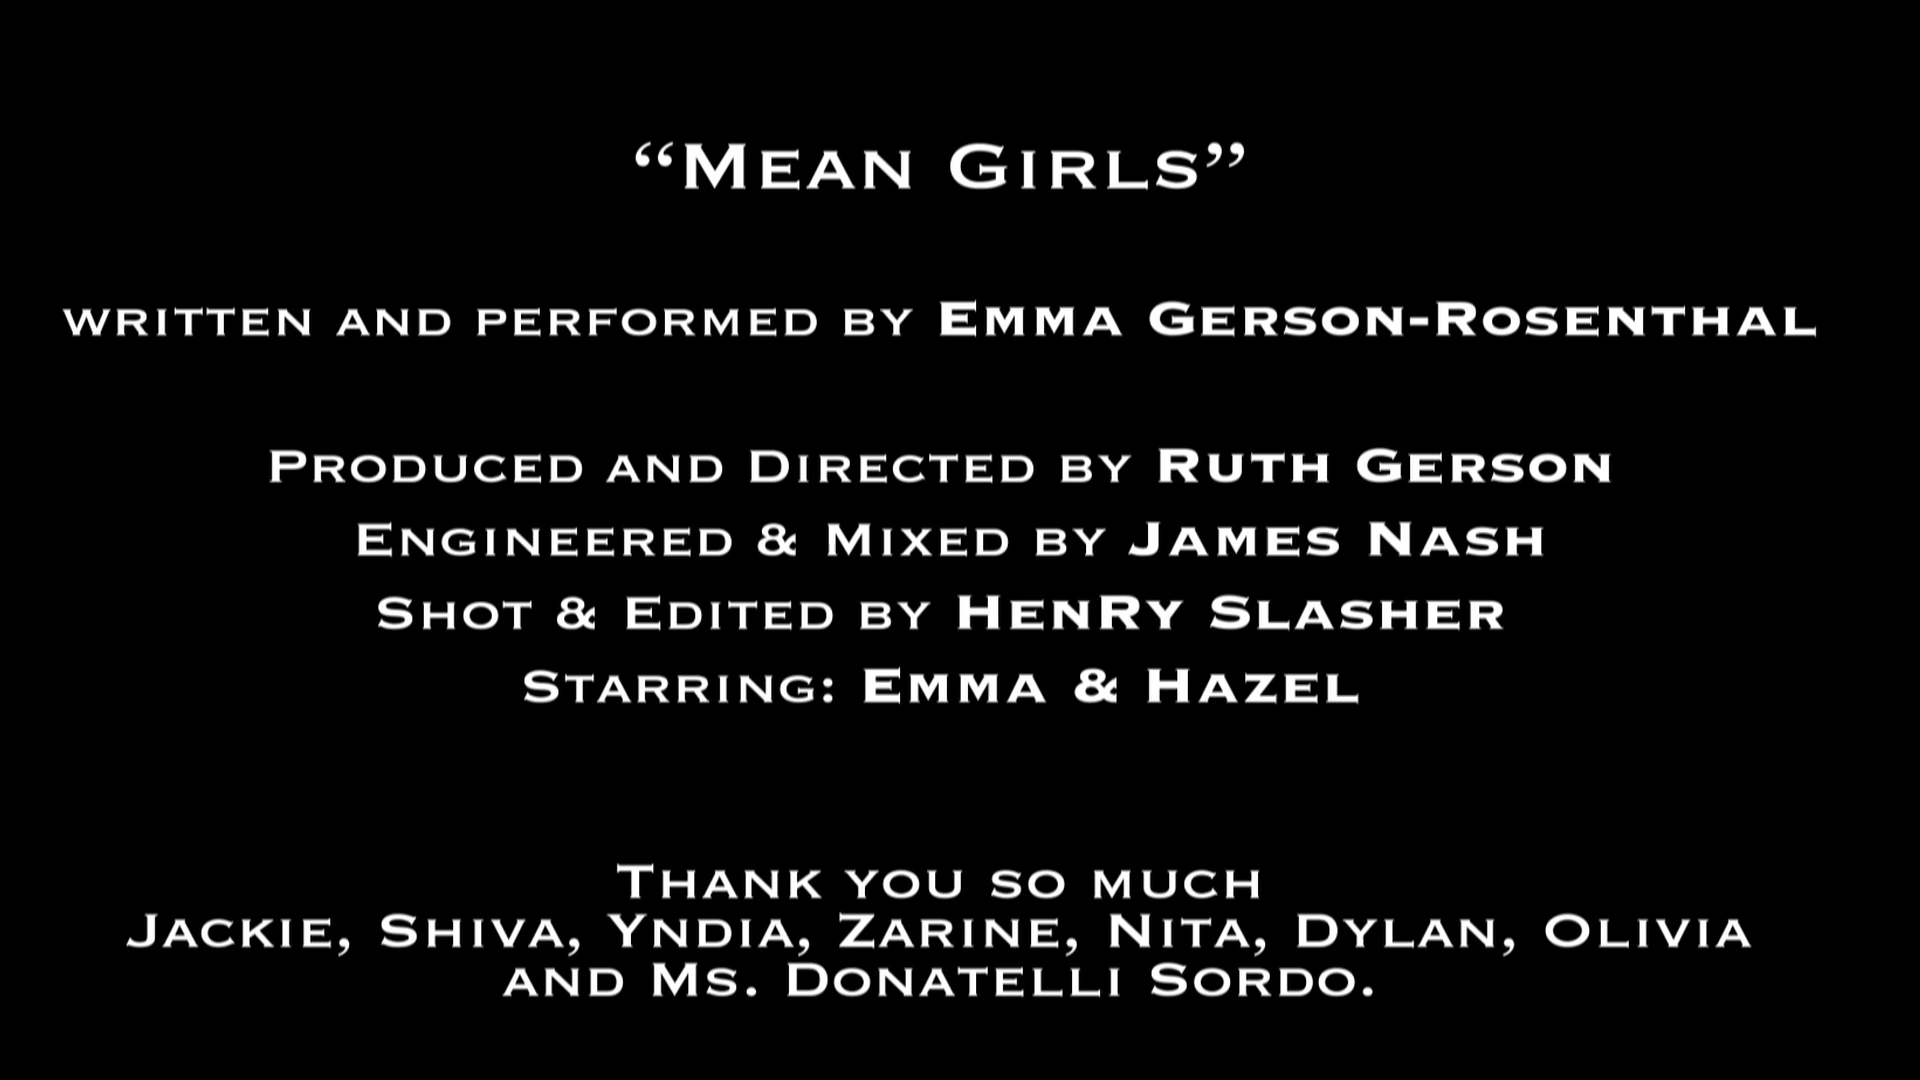 “Mean Girls”
written and performed by Emma Gerson-Rosenthal
Produced and Directed by Ruth Gerson
Engineered & Mixed by James Nash
Shot & Edited by HenRy Slasher
Starring: Emma & Hazel
Thank you so much
Jackie, Shiva, Yndia, Zarine, Nita, Dylan, Olivia
and Ms. Donatelli Sordo.